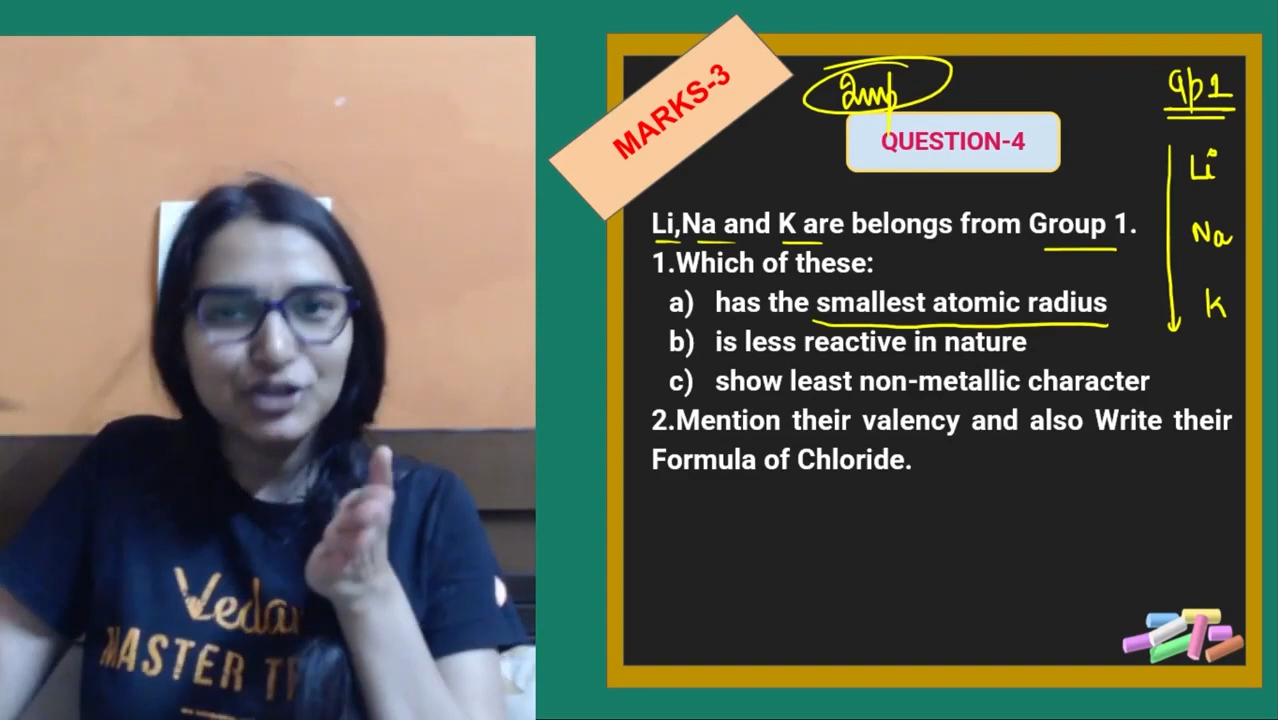 MARKS-3
Imp
QUESTION-4
Gp 1
Li
Na
K
Li,Na and K are belongs from Group 1.
1.Which of these:
a) has the smallest atomic radius
b) is less reactive in nature
c) show least non-metallic character
2.Mention their valency and also Write their
Formula of Chloride.
MASTER